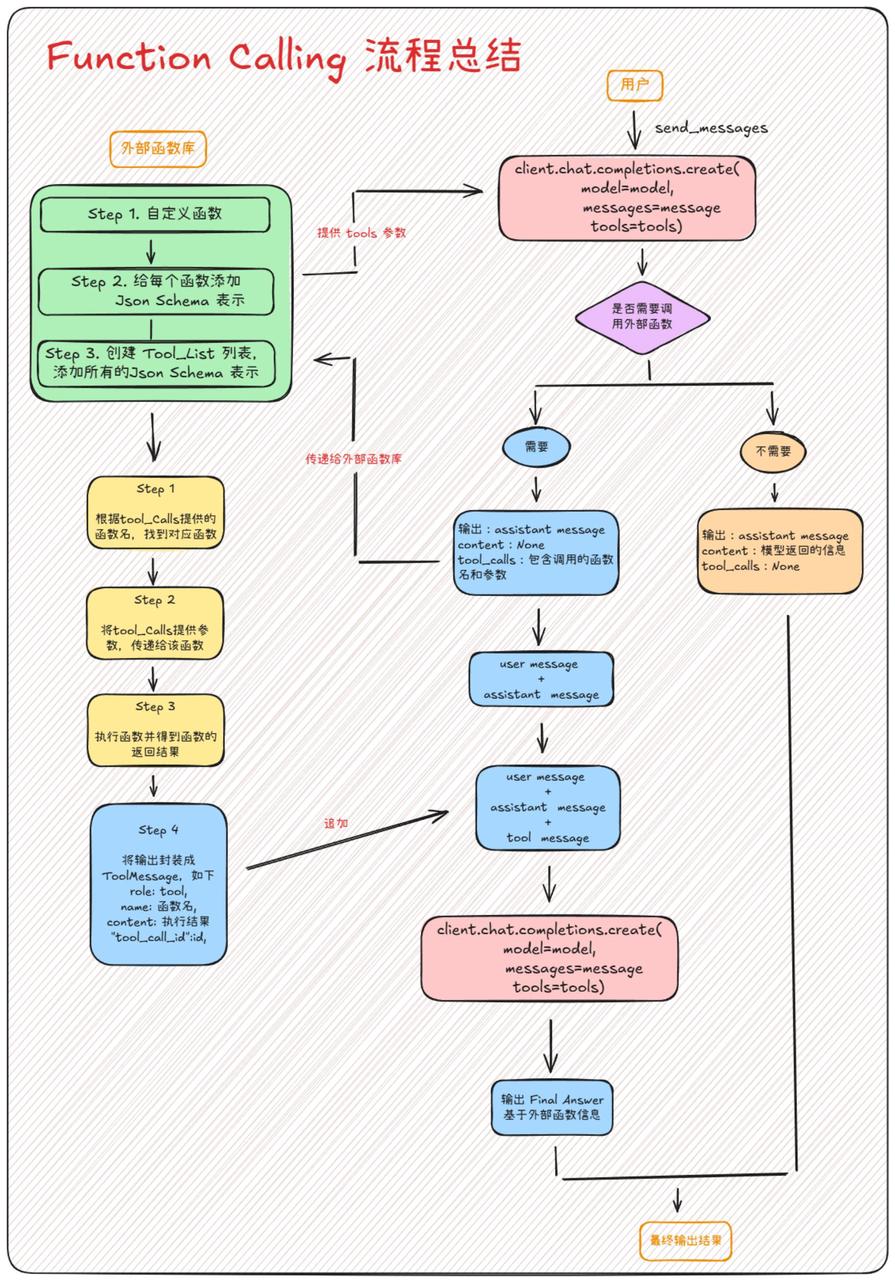 Function Calling 流程总结
用户
send_messages
外部函数库
client.chat.completions.create(
model=model,
messages=message
tools=tools)
Step 1. 自定义函数
提供 tools 参数
Step 2. 给每个函数添加
Json Schema 表示
是否需要调
用外部函数
Step 3. 创建 Tool_List 列表,
添加所有的Json Schema 表示
需要
不需要
传递给外部函数库
Step 1
根据tool_Calls提供的
函数名，找到对应函数
输出：assistant message
content：None
tool_calls：包含调用的函数
名和参数
输出：assistant message
content：模型返回的信息
tool_calls：None
Step 2
将tool_Calls提供参
数，传递给该函数
user message
+
assistant message
Step 3
执行函数并得到函数的
返回结果
user message
+
assistant message
+
tool message
追加
Step 4
将输出封装成
ToolMessage，如下
role: tool,
name: 函数名,
content: 执行结果
"tool_call_id":id,
client.chat.completions.create(
model=model,
messages=message
tools=tools)
输出 Final Answer
基于外部函数信息
最终输出结果